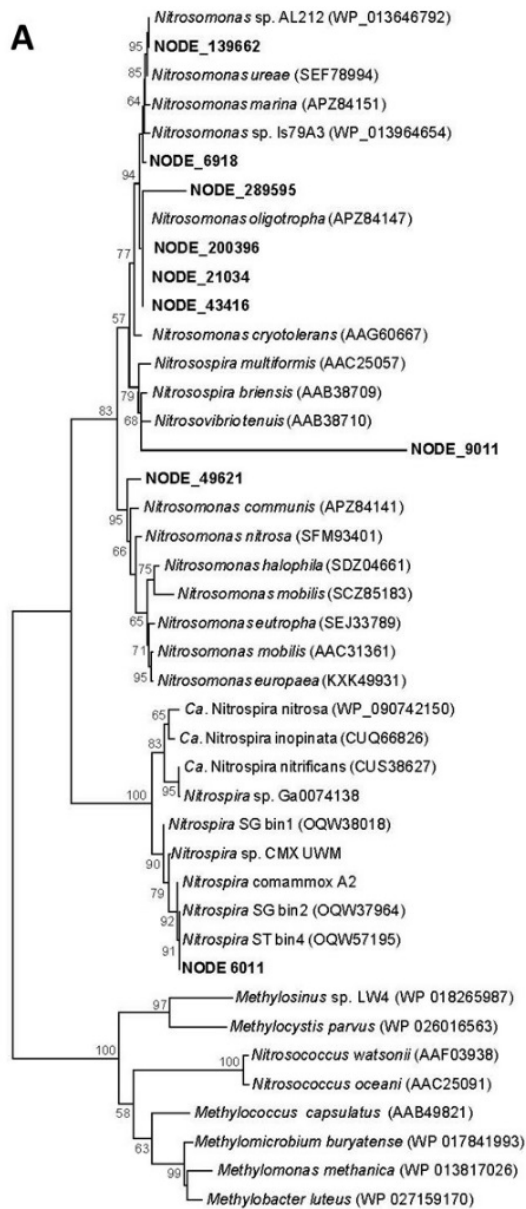 A
Nitrosomonas sp. AL212 (WP_013646792)
95
NODE_139662
85
Nitrosomonas ureae (SEF78994)
64
Nitrosomonas marina (APZ84151)
Nitrosomonas sp. Is79A3 (WP_013964654)
NODE_6918
94
NODE_289595
Nitrosomonas oligotropha (APZ84147)
NODE_200396
77
NODE_21034
NODE_43416
57
Nitrosomonas cryotolerans (AAG60667)
Nitrosospira multiformis (AAC25057)
79
Nitrosospira briensis (AAB38709)
83
68
Nitrosovibrio tenuis (AAB38710)
NODE_9011
NODE_49621
95
Nitrosomonas communis (APZ84141)
66
Nitrosomonas nitrosa (SFM93401)
75
Nitrosomonas halophila (SDZ04661)
Nitrosomonas mobilis (SCZ85183)
65
Nitrosomonas eutropha (SEJ33789)
71
Nitrosomonas mobilis (AAC31361)
95
Nitrosomonas europaea (KXK49931)
65
Ca. Nitrospira nitrosa (WP_090742150)
83
Ca. Nitrospira inopinata (CUQ66826)
Ca. Nitrospira nitrificans (CUS38627)
100
95
Nitrospira sp. Ga0074138
Nitrospira SG bin1 (OQW38018)
90
Nitrospira sp. CMX UWM
79
Nitrospira comammox A2
92
Nitrospira SG bin2 (OQW37964)
91
Nitrospira ST bin4 (OQW57195)
NODE 6011
97
Methylosinus sp. LW4 (WP 018265987)
Methylocystis parvus (WP 026016563)
100
100
Nitrosococcus watsonii (AAF03938)
Nitrosococcus oceani (AAC25091)
58
Methylococcus capsulatus (AAB49821)
63
Methylomicrobium buryatense (WP 017841993)
99
Methylomonas methanica (WP 013817026)
Methylobacter luteus (WP 027159170)